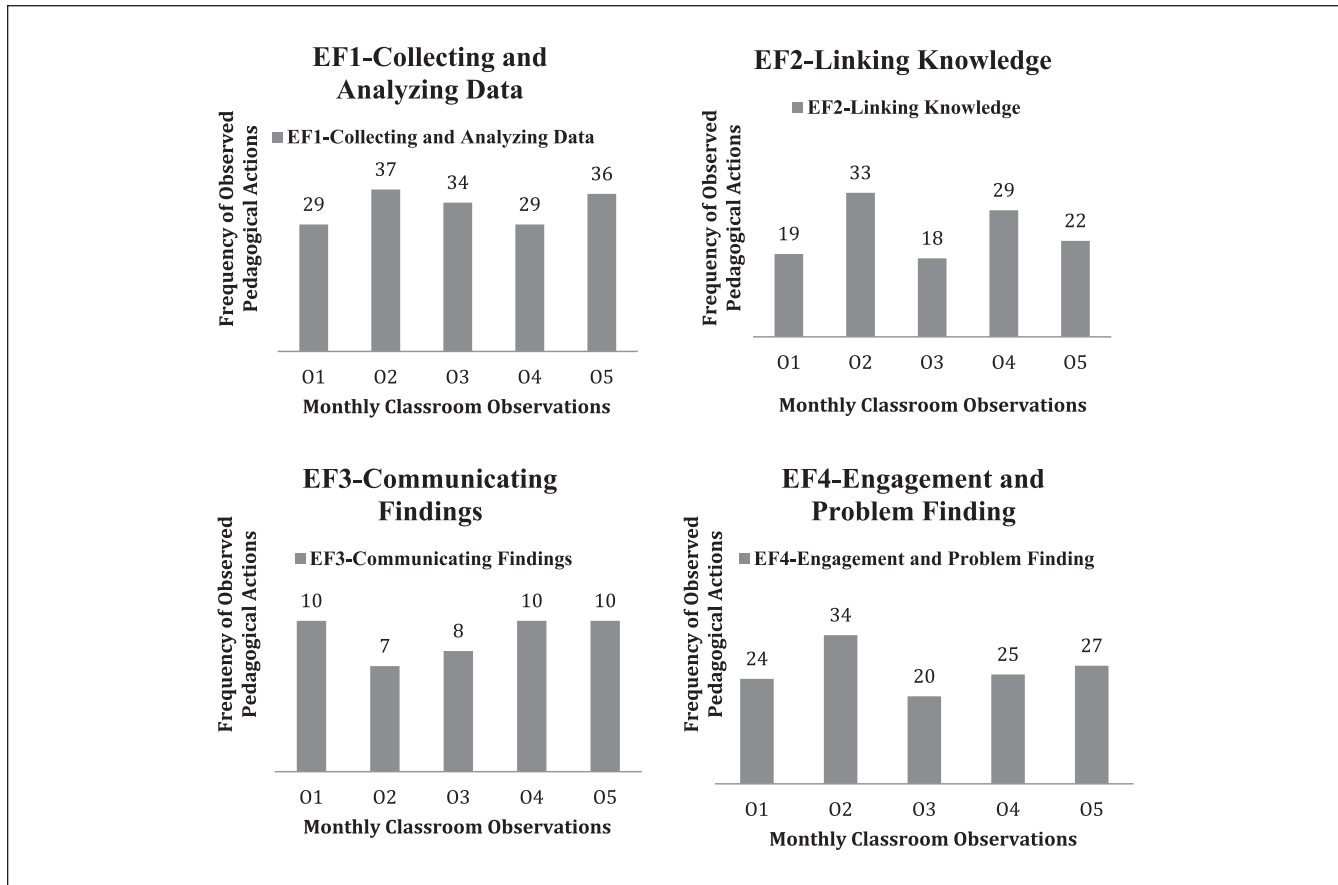 EF1-Collecting and
Analyzing Data
Frequency of Observed
Pedagogical Actions
EF1-Collecting and Analyzing Data
29
37
34
29
36
O1
O2
O3
O4
O5
Monthly Classroom Observations
EF2-Linking Knowledge
Frequency of Observed
Pedagogical Actions
EF2-Linking Knowledge
19
33
18
29
22
O1
O2
O3
O4
O5
Monthly Classroom Observations
EF3-Communicating
Findings
Frequency of Observed
Pedagogical Actions
EF3-Communicating Findings
10
7
8
10
10
O1
O2
O3
O4
O5
Monthly Classroom Observations
EF4-Engagement and
Problem Finding
Frequency of Observed
Pedagogical Actions
EF4-Engagement and Problem Finding
24
34
20
25
27
O1
O2
O3
O4
O5
Monthly Classroom Observations